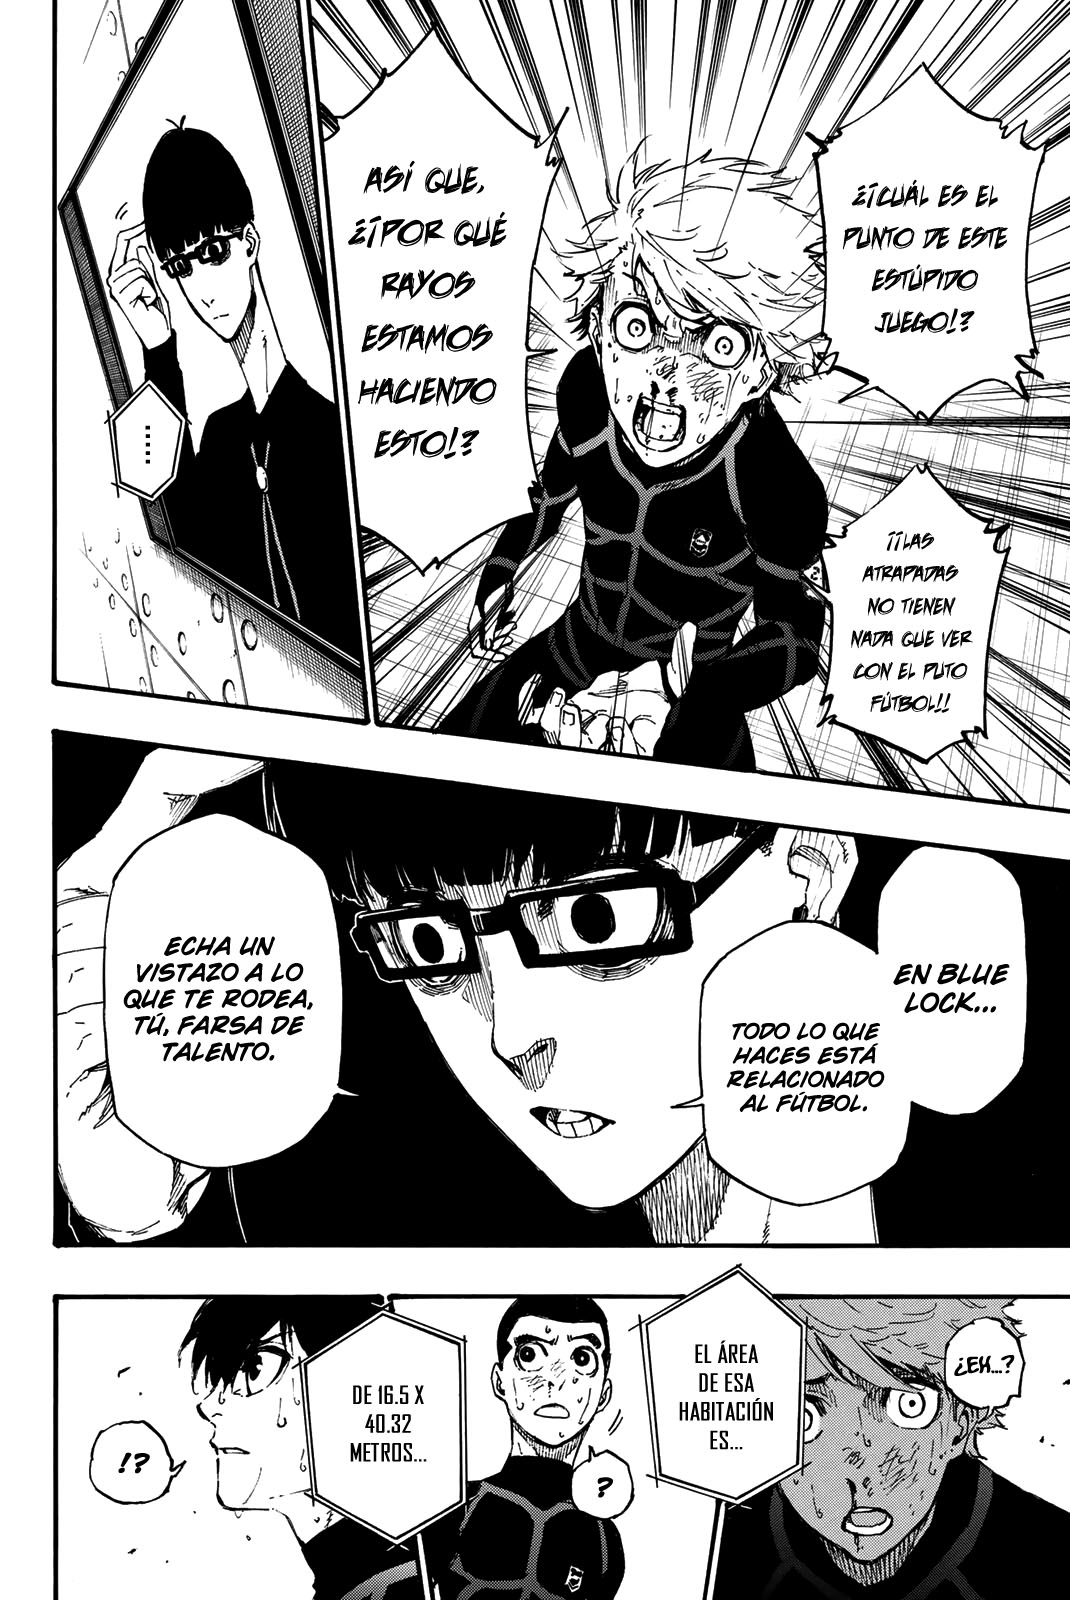 ¿¡CUÁL ES EL
PUNTO DE ESTE
ESTÚPIDO
JUEGO!?
¡¡LAS
ATRAPADAS
NO TIENEN
NADA QUE VER
CON EL PUTO
FÚTBOL!!
ASÍ QUE,
¿¡POR QUÉ
RAYOS
ESTAMOS
HACIENDO
ESTO!?
......
EN BLUE
LOCK...
TODO LO QUE
HACES ESTÁ
RELACIONADO
AL FÚTBOL.
ECHA UN
VISTAZO A LO
QUE TE RODEA,
TÚ, FARSA DE
TALENTO.
¿EH...?
EL ÁREA
DE ESA
HABITACIÓN
ES...
?
DE 16.5 X
40.32
METROS...
!?